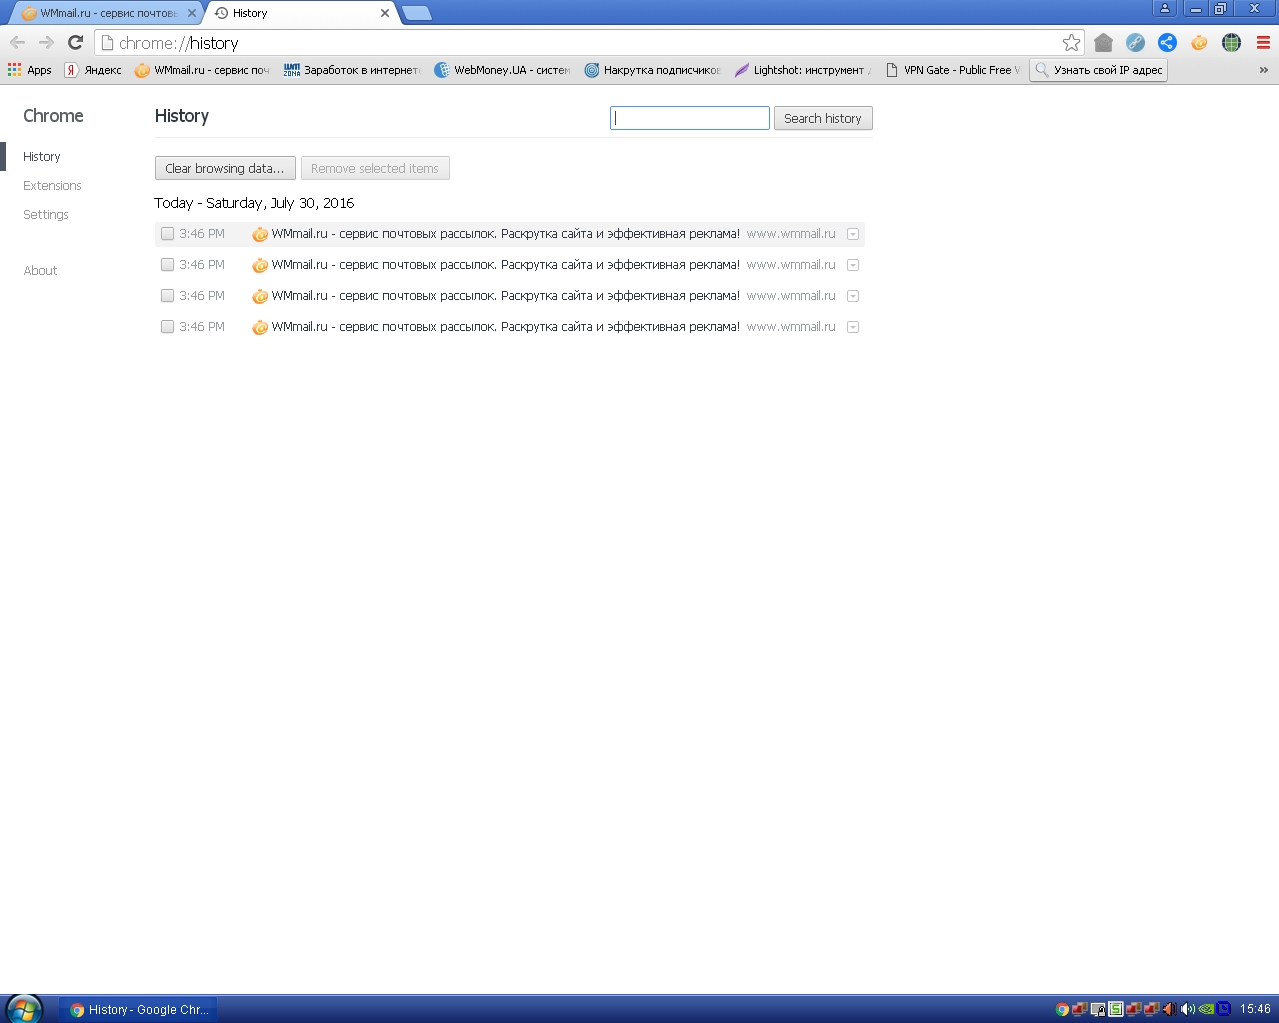 WMmail.ru - сервис почтовы
History
chrome://history
Apps
Яндекс
WMmail.ru - сервис поч
Заработок в интернет
WebMoney.UA - систем
Накрутка подписчиков
Lightshot: инструмент д
VPN Gate - Public Free V
Узнать свой IP адрес
Chrome
History
Search history
History
Extensions
Settings
About
Clear browsing data...
Remove selected items
Today - Saturday, July 30, 2016
3:46 PM WMmail.ru - сервис почтовых рассылок. Раскрутка сайта и эффективная реклама! www.wmmail.ru
3:46 PM WMmail.ru - сервис почтовых рассылок. Раскрутка сайта и эффективная реклама! www.wmmail.ru
3:46 PM WMmail.ru - сервис почтовых рассылок. Раскрутка сайта и эффективная реклама! www.wmmail.ru
3:46 PM WMmail.ru - сервис почтовых рассылок. Раскрутка сайта и эффективная реклама! www.wmmail.ru
History - Google Chr...
15:46